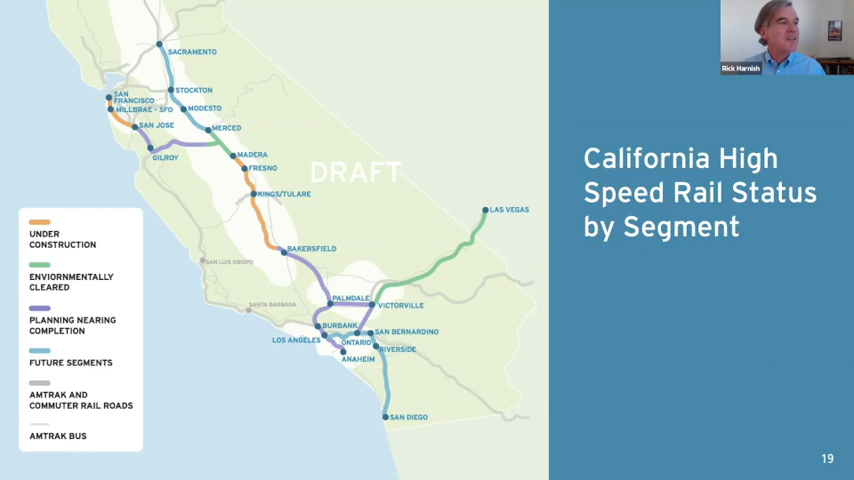 SACRAMENTO
STOCKTON
SAN
FRANCISCO
MODESTO
MILLBRAE - SFO
SAN JOSE
MERCED
GILROY
MADERA
FRESNO
DRAFT
KINGS/TULARE
LAS VEGAS
BAKERSFIELD
SAN LUIS OBISPO
PALMDALE
SANTA BARBARA
VICTORVILLE
BURBANK
SAN BERNARDINO
LOS ANGELES
ONTARIO
RIVERSIDE
ANAHEIM
SAN DIEGO
UNDER
CONSTRUCTION
ENVIORNMENTALLY
CLEARED
PLANNING NEARING
COMPLETION
FUTURE SEGMENTS
AMTRAK AND
COMMUTER RAIL ROADS
AMTRAK BUS
Rick Harnish
California High
Speed Rail Status
by Segment
19